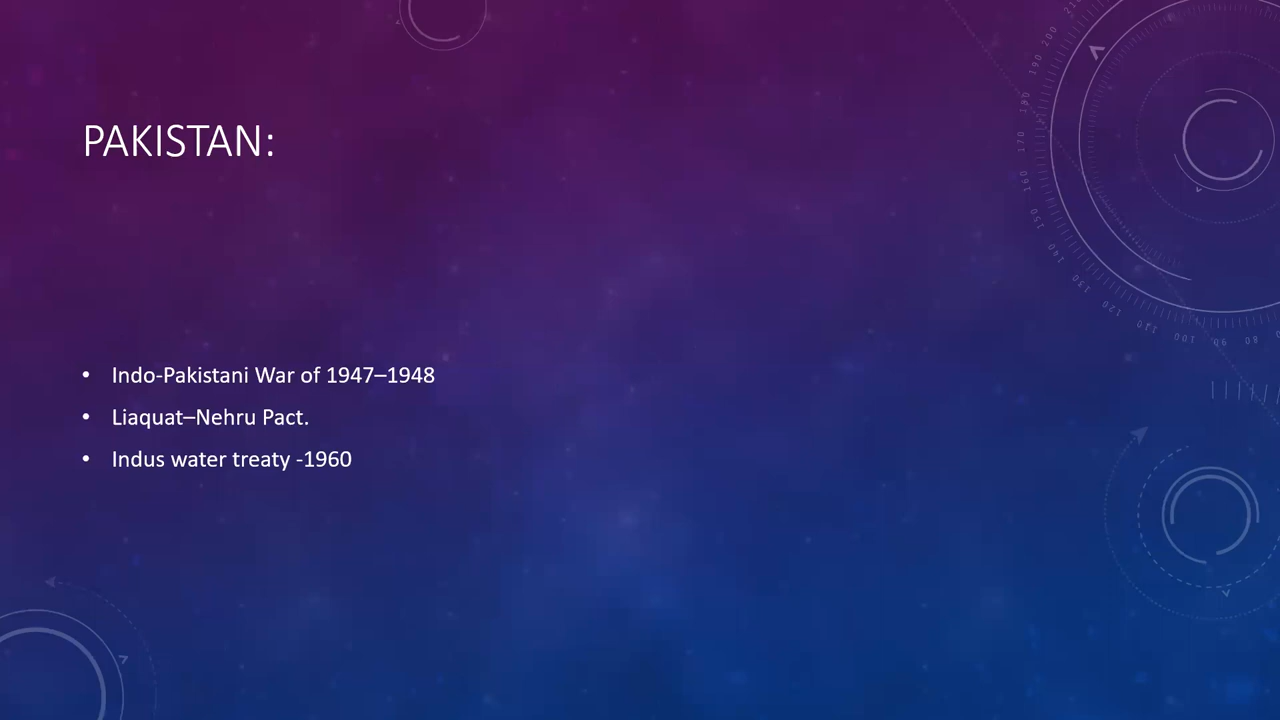 PAKISTAN:
• Indo-Pakistani War of 1947–1948
• Liaquat–Nehru Pact.
• Indus water treaty -1960